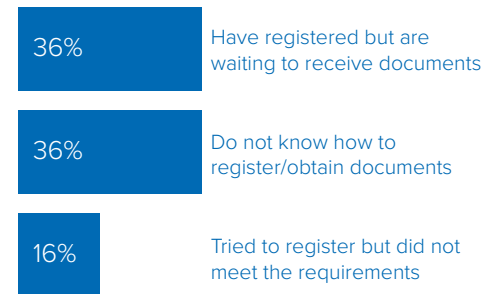 36%
Have registered but are
waiting to receive documents
36%
Do not know how to
register/obtain documents
16%
Tried to register but did not
meet the requirements